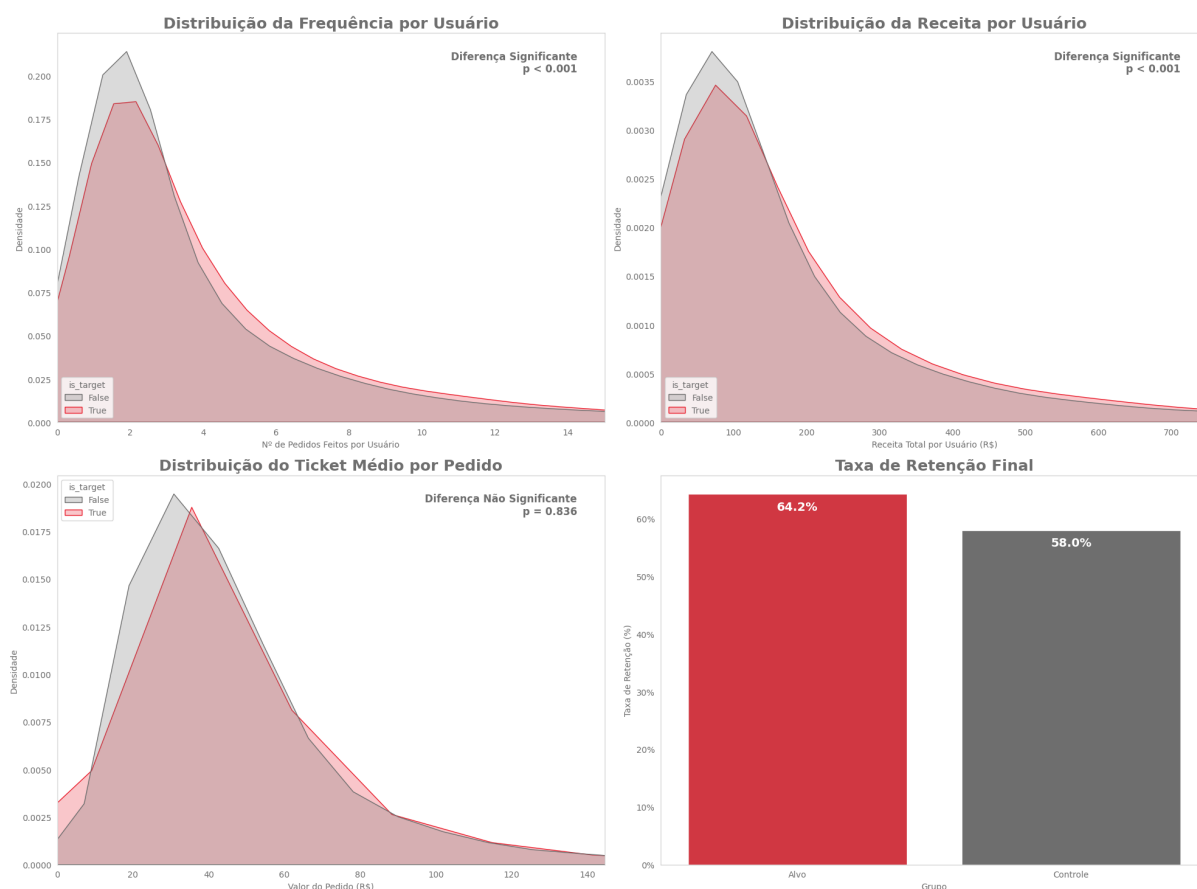 Distribuição da Frequência por Usuário
Diferença Significante
p < 0.001
0.200
0.175
0.150
0.125
0.100
0.075
0.050
0.025
0.000
Densidade
is_target
False
True
0
2
4
6
8
10
12
14
Nº de Pedidos Feitos por Usuário
Distribuição da Receita por Usuário
Diferença Significante
p < 0.001
0.0035
0.0030
0.0025
0.0020
0.0015
0.0010
0.0005
0.0000
Densidade
is_target
False
True
0
100
200
300
400
500
600
700
Receita Total por Usuário (R$)
Distribuição do Ticket Médio por Pedido
is_target
False
True
Diferença Não Significante
p = 0.836
0.0200
0.0175
0.0150
0.0125
0.0100
0.0075
0.0050
0.0025
0.0000
Densidade
0
20
40
60
80
100
120
140
Valor do Pedido (R$)
Taxa de Retenção Final
64.2%
58.0%
60%
50%
40%
30%
20%
10%
0%
Taxa de Retenção (%)
Alvo
Controle
Grupo